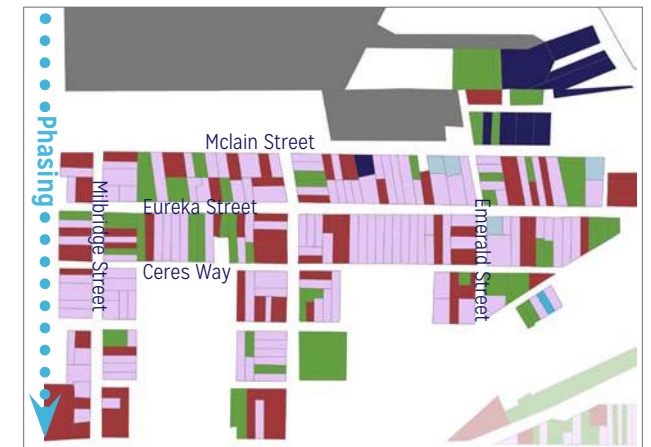 Phasing
Mclain Street
Milbridge Street
Eureka Street
Emerald Street
Ceres Way